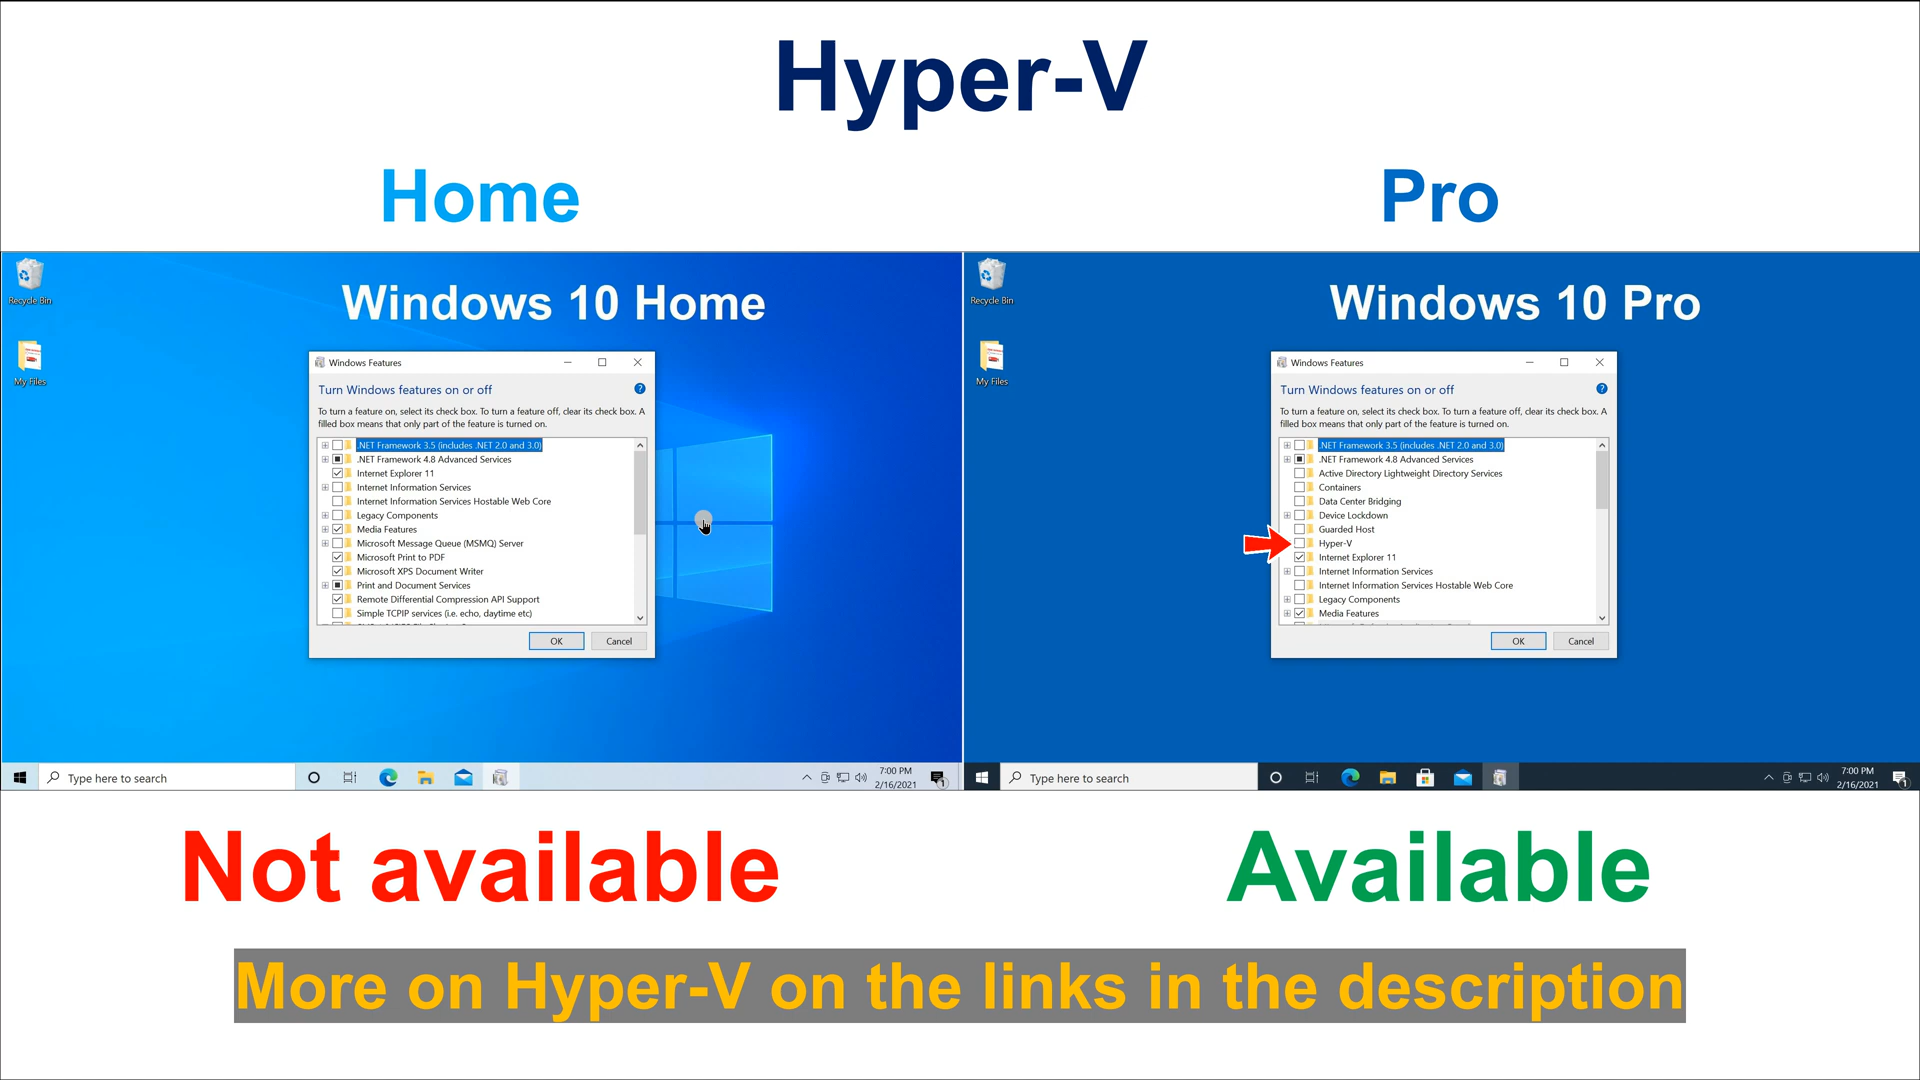 Hyper-V
Home
Pro
Recycle Bin
My Files
Windows 10 Home
Windows Features
Turn Windows features on or off
To turn a feature on, select its check box. To turn a feature off, clear its check box. A
filled box means that only part of the feature is turned on.
.NET Framework 3.5 (includes .NET 2.0 and 3.0)
.NET Framework 4.8 Advanced Services
Internet Explorer 11
Internet Information Services
Internet Information Services Hostable Web Core
Legacy Components
Media Features
Microsoft Message Queue (MSMQ) Server
Microsoft Print to PDF
Microsoft XPS Document Writer
Print and Document Services
Remote Differential Compression API Support
Simple TCPIP services (i.e. echo, daytime etc)
OK
Cancel
Type here to search
7:00 PM
2/16/2021
1
Recycle Bin
My Files
Windows 10 Pro
Windows Features
Turn Windows features on or off
To turn a feature on, select its check box. To turn a feature off, clear its check box. A
filled box means that only part of the feature is turned on.
.NET Framework 3.5 (includes .NET 2.0 and 3.0)
.NET Framework 4.8 Advanced Services
Active Directory Lightweight Directory Services
Containers
Data Center Bridging
Device Lockdown
Guarded Host
Hyper-V
Internet Explorer 11
Internet Information Services
Internet Information Services Hostable Web Core
Legacy Components
Media Features
OK
Cancel
Type here to search
7:00 PM
2/16/2021
1
Not available
Available
More on Hyper-V on the links in the description